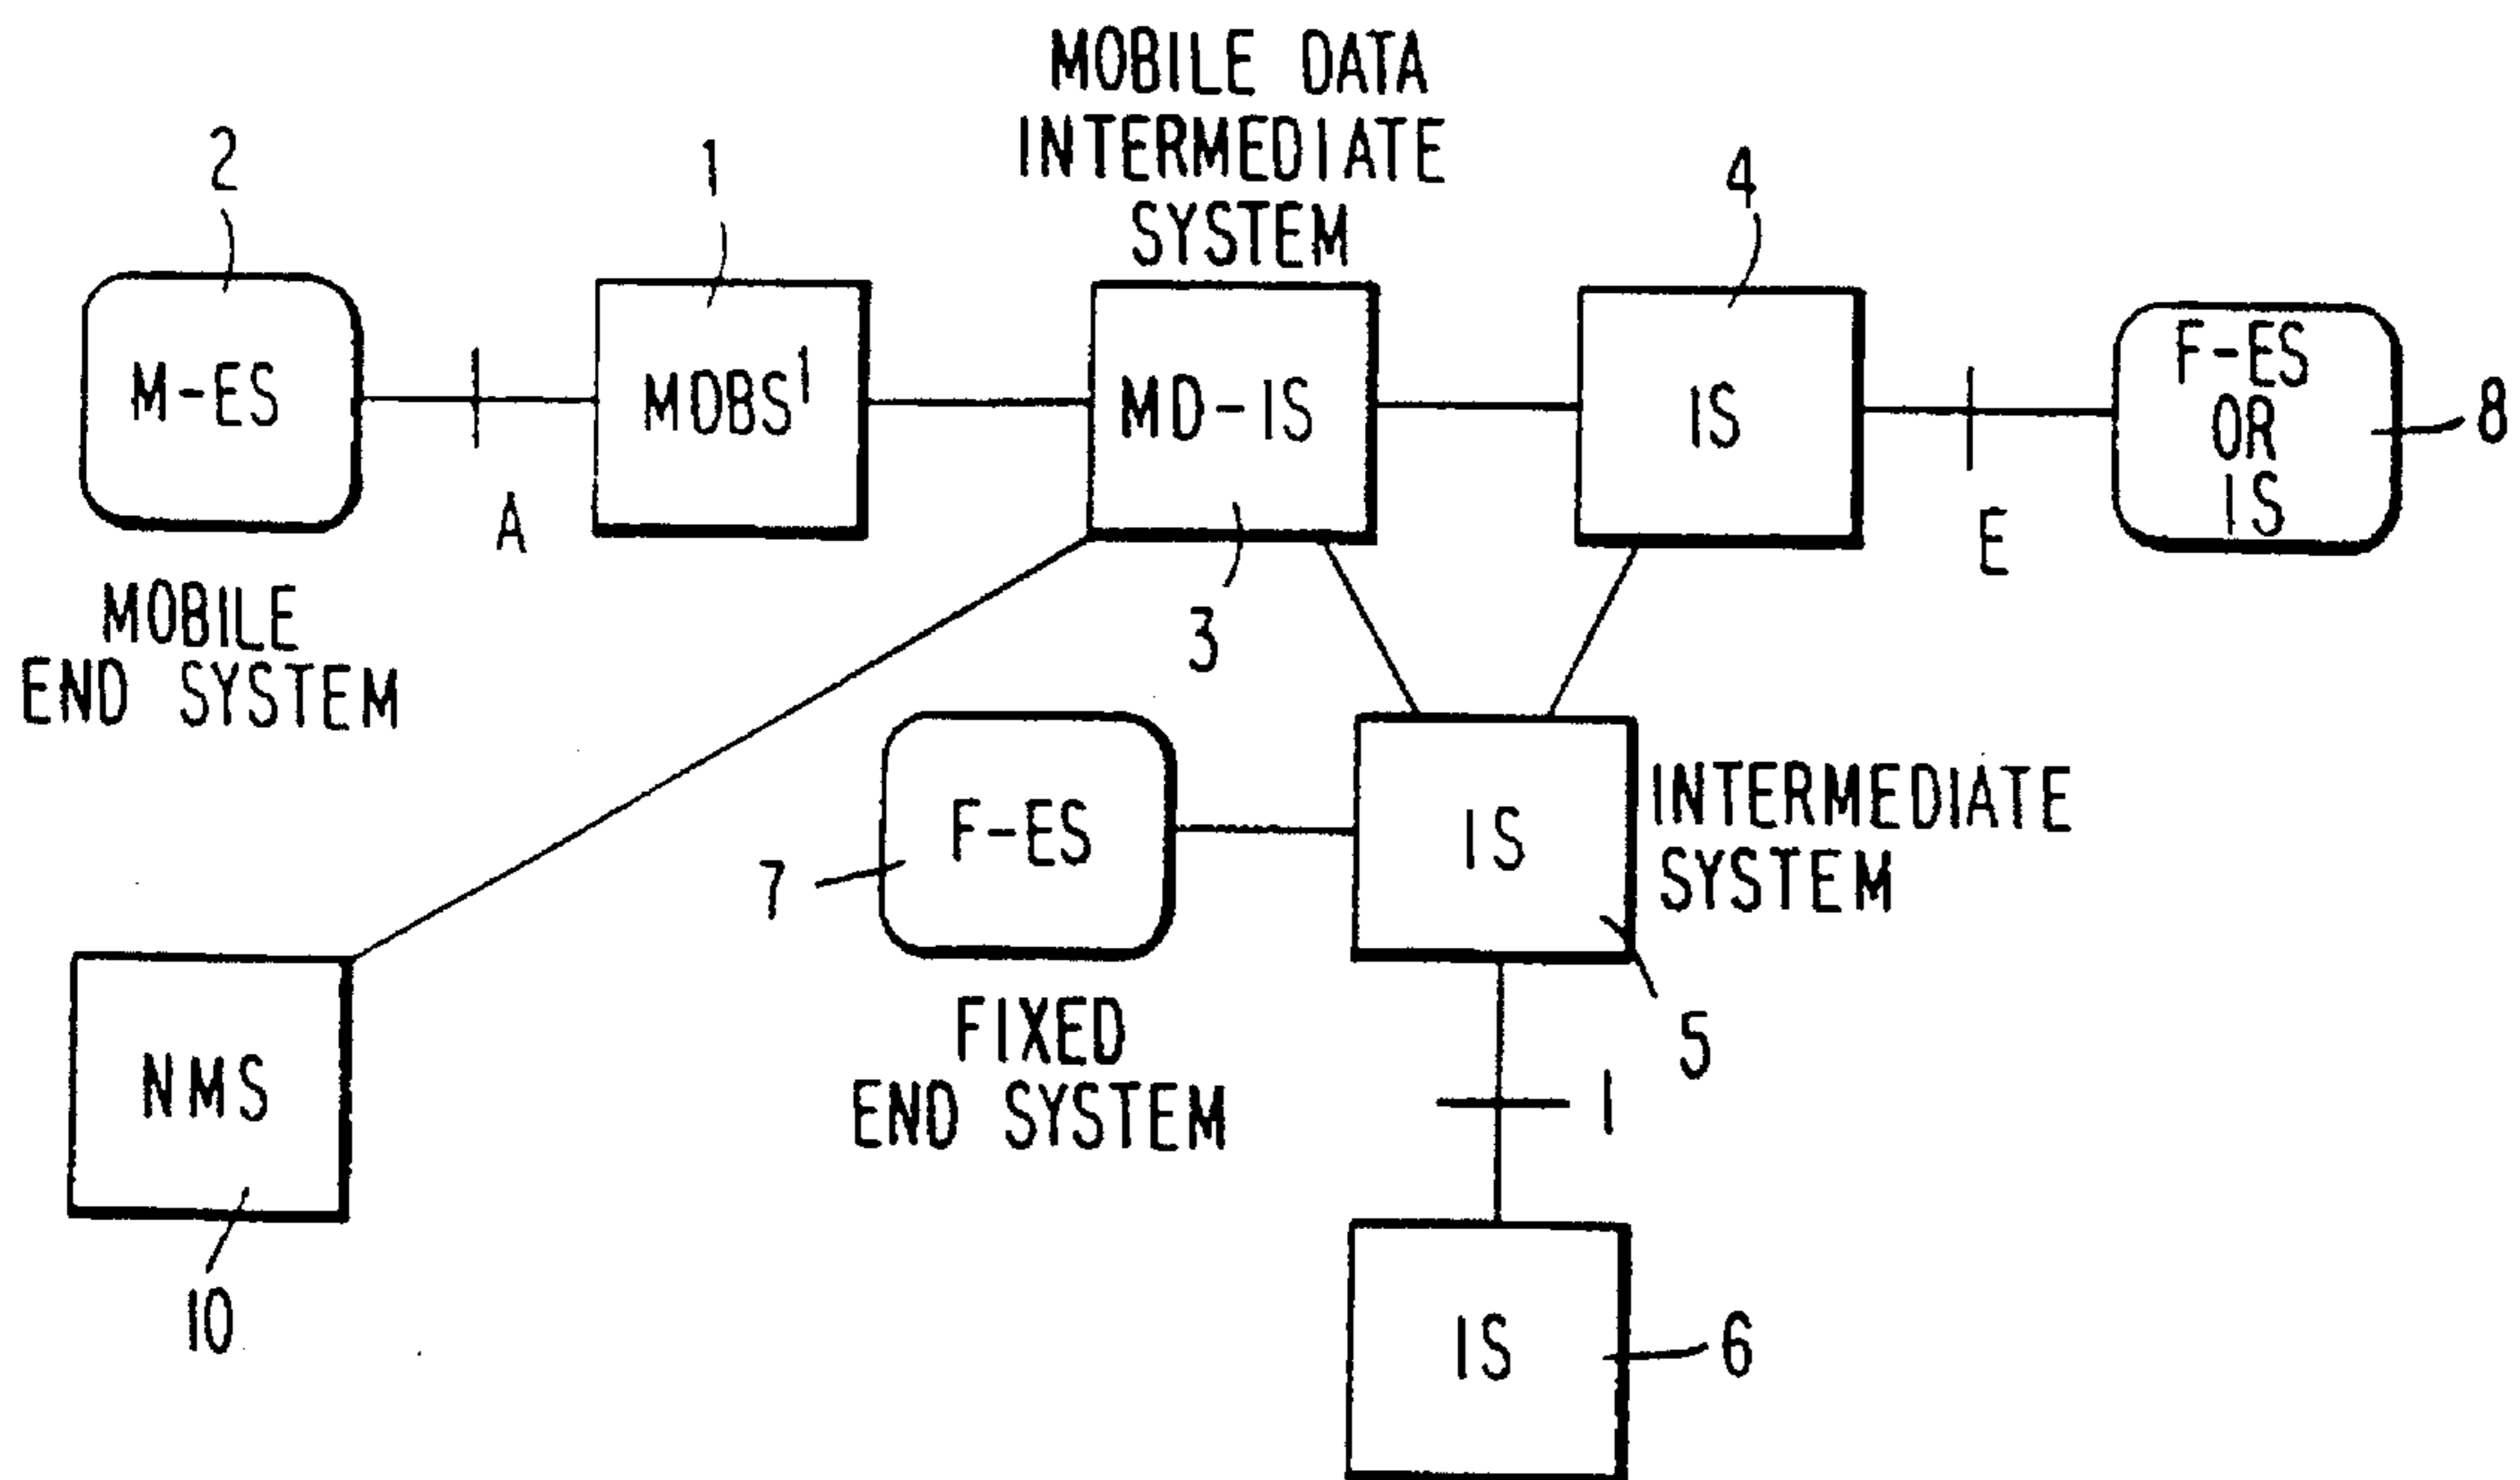 MOBILE DATA
INTERMEDIATE
SYSTEM
2
1
4
M-ES
MOBS¹
MD-IS
IS
F-ES
OR
IS
8
A
E
3
MOBILE
END SYSTEM
F-ES
7
IS
INTERMEDIATE
SYSTEM
5
FIXED
END SYSTEM
NMS
10
I
IS
6